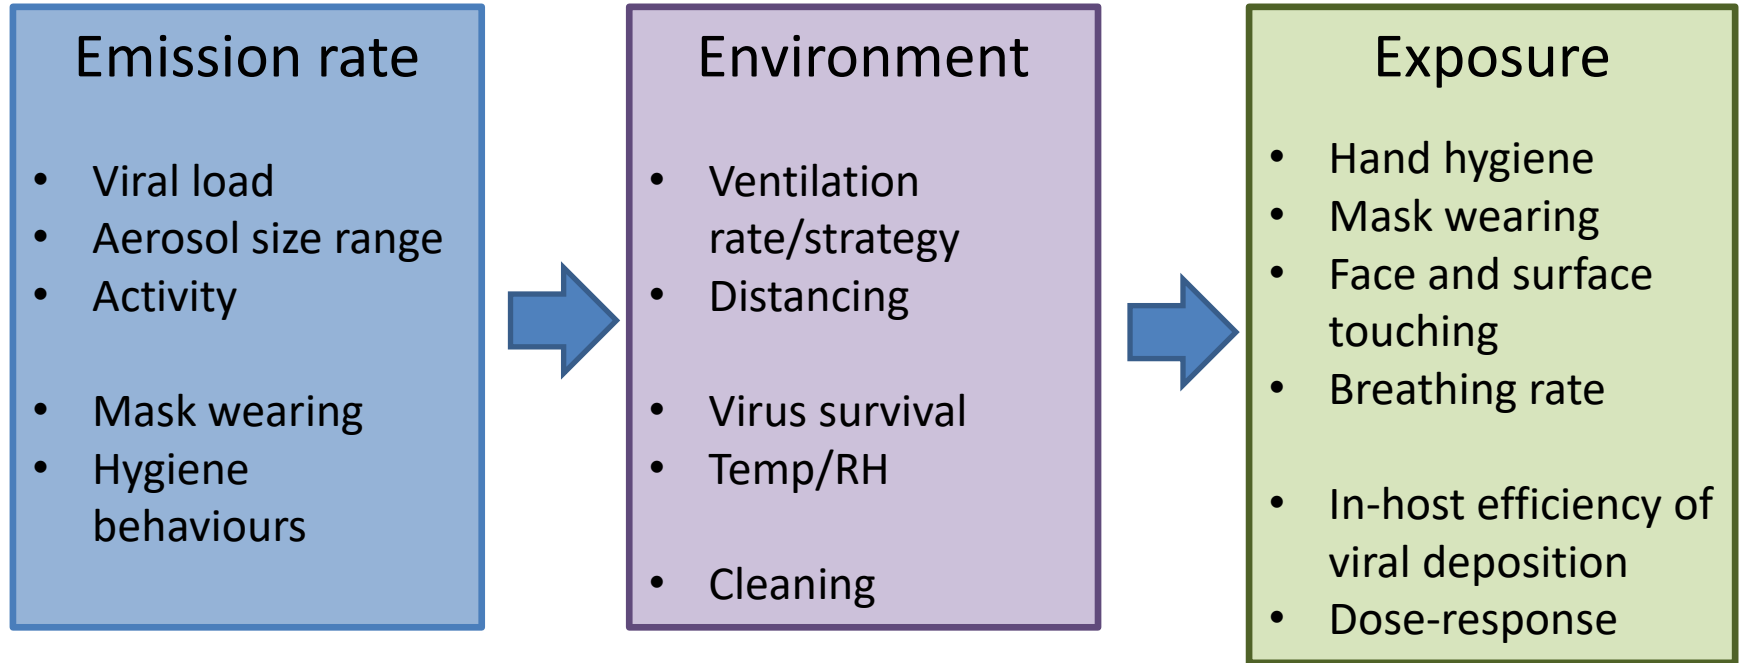 Emission rate
• Viral load
• Aerosol size range
• Activity
• Mask wearing
• Hygiene
behaviours
Environment
• Ventilation
rate/strategy
• Distancing
• Virus survival
• Temp/RH
• Cleaning
Exposure
• Hand hygiene
• Mask wearing
• Face and surface
touching
• Breathing rate
• In-host efficiency of
viral deposition
• Dose-response